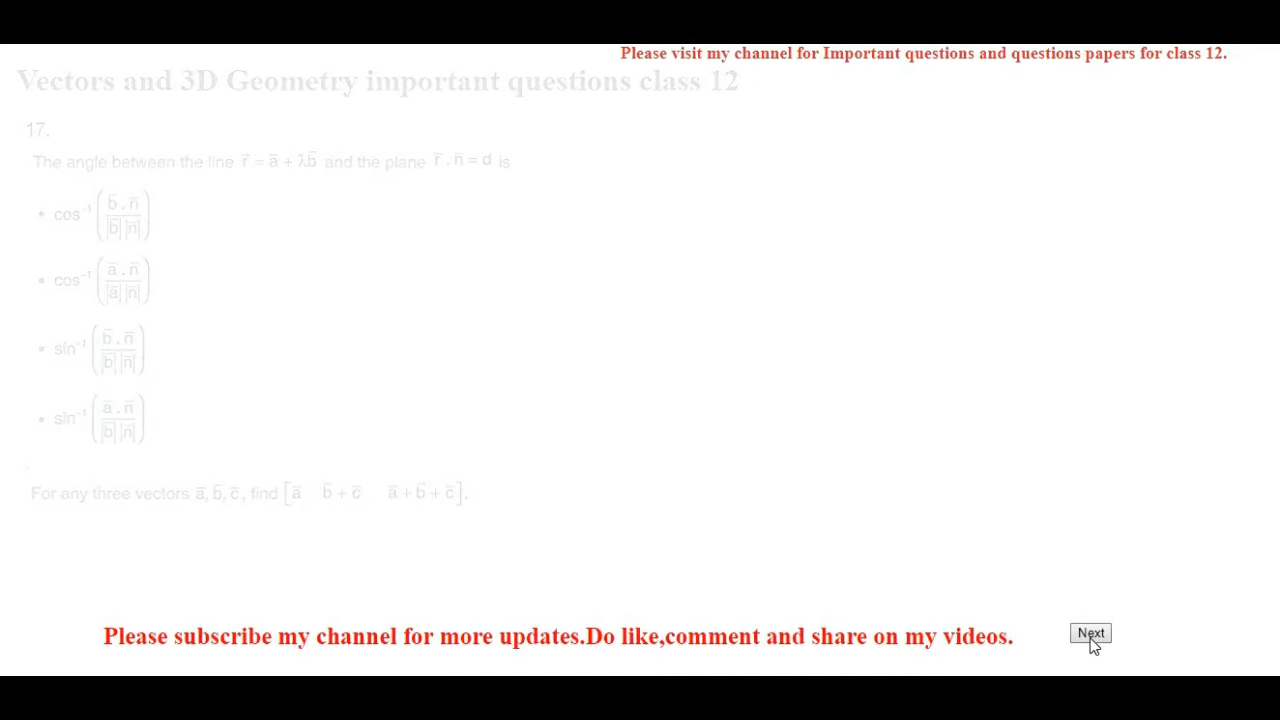 Please visit my channel for Important questions and questions papers for class 12.
Vectors and 3D Geometry important questions class 12
17.
The angle between the line r̅ = a̅ + λb̅ and the plane r̅ . n̅ = d is
• cos⁻¹ (b̅ . n̅ / |b̅| |n̅|)
• cos⁻¹ (a̅ . n̅ / |a̅| |n̅|)
• sin⁻¹ (b̅ . n̅ / |b̅| |n̅|)
• sin⁻¹ (a̅ . n̅ / |b̅| |n̅|)
For any three vectors a̅, b̅, c̅, find [a̅ b̅ + c̅ a̅ + b̅ + c̅].
Please subscribe my channel for more updates.Do like,comment and share on my videos.
Next